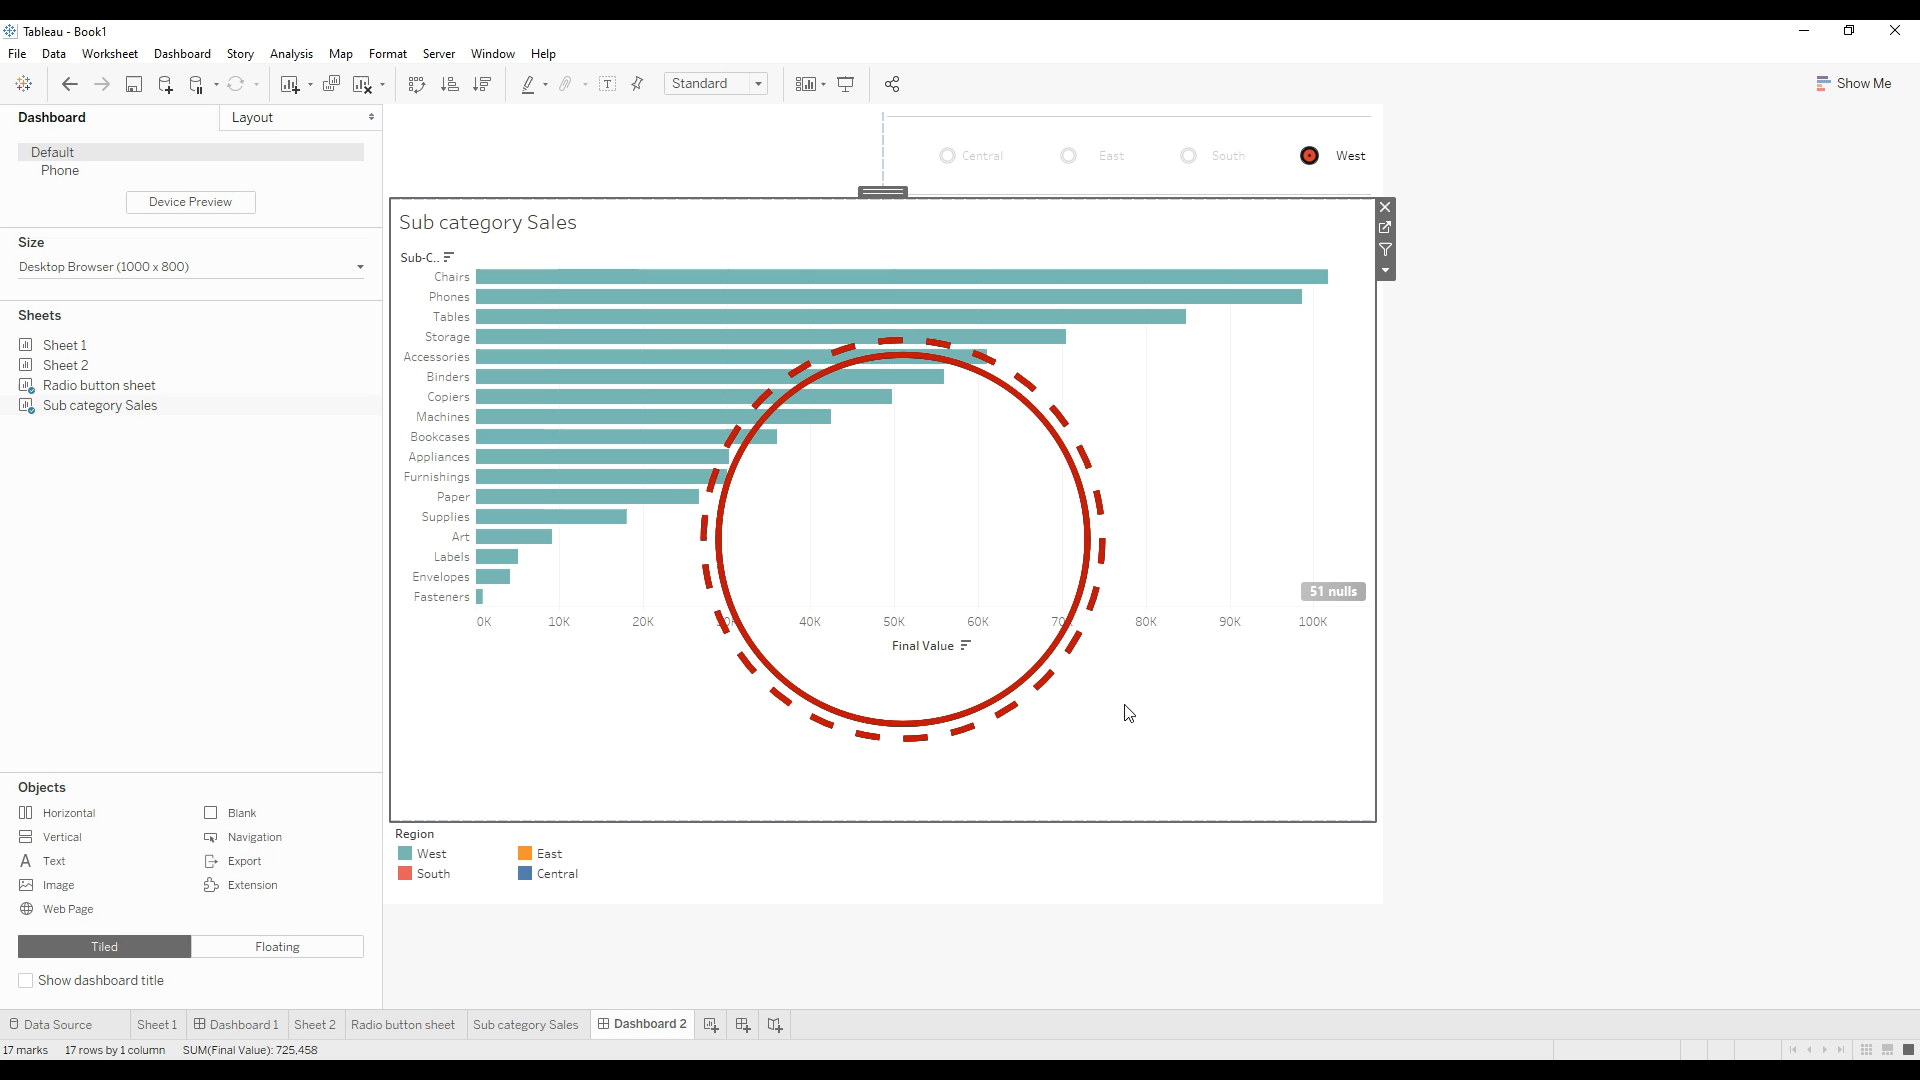 Tableau - Book1
File Data Worksheet Dashboard Story Analysis Map Format Server Window Help
Standard
Show Me
Dashboard Layout
Default
Phone
Device Preview
Size
Desktop Browser (1000 x 800)
Sheets
Sheet 1
Sheet 2
Radio button sheet
Sub category Sales
Central East South West
Sub category Sales
Sub-C..
Chairs
Phones
Tables
Storage
Accessories
Binders
Copiers
Machines
Bookcases
Appliances
Furnishings
Paper
Supplies
Art
Labels
Envelopes
Fasteners
51 nulls
0K 10K 20K 40K 50K 60K 80K 90K 100K
Final Value
Region
West East
South Central
Objects
Horizontal Blank
Vertical Navigation
A Text Export
Image Extension
Web Page
Tiled Floating
Show dashboard title
Data Source Sheet 1 Dashboard 1 Sheet 2 Radio button sheet Sub category Sales Dashboard 2
17 marks 17 rows by 1 column SUM(Final Value): 725,458